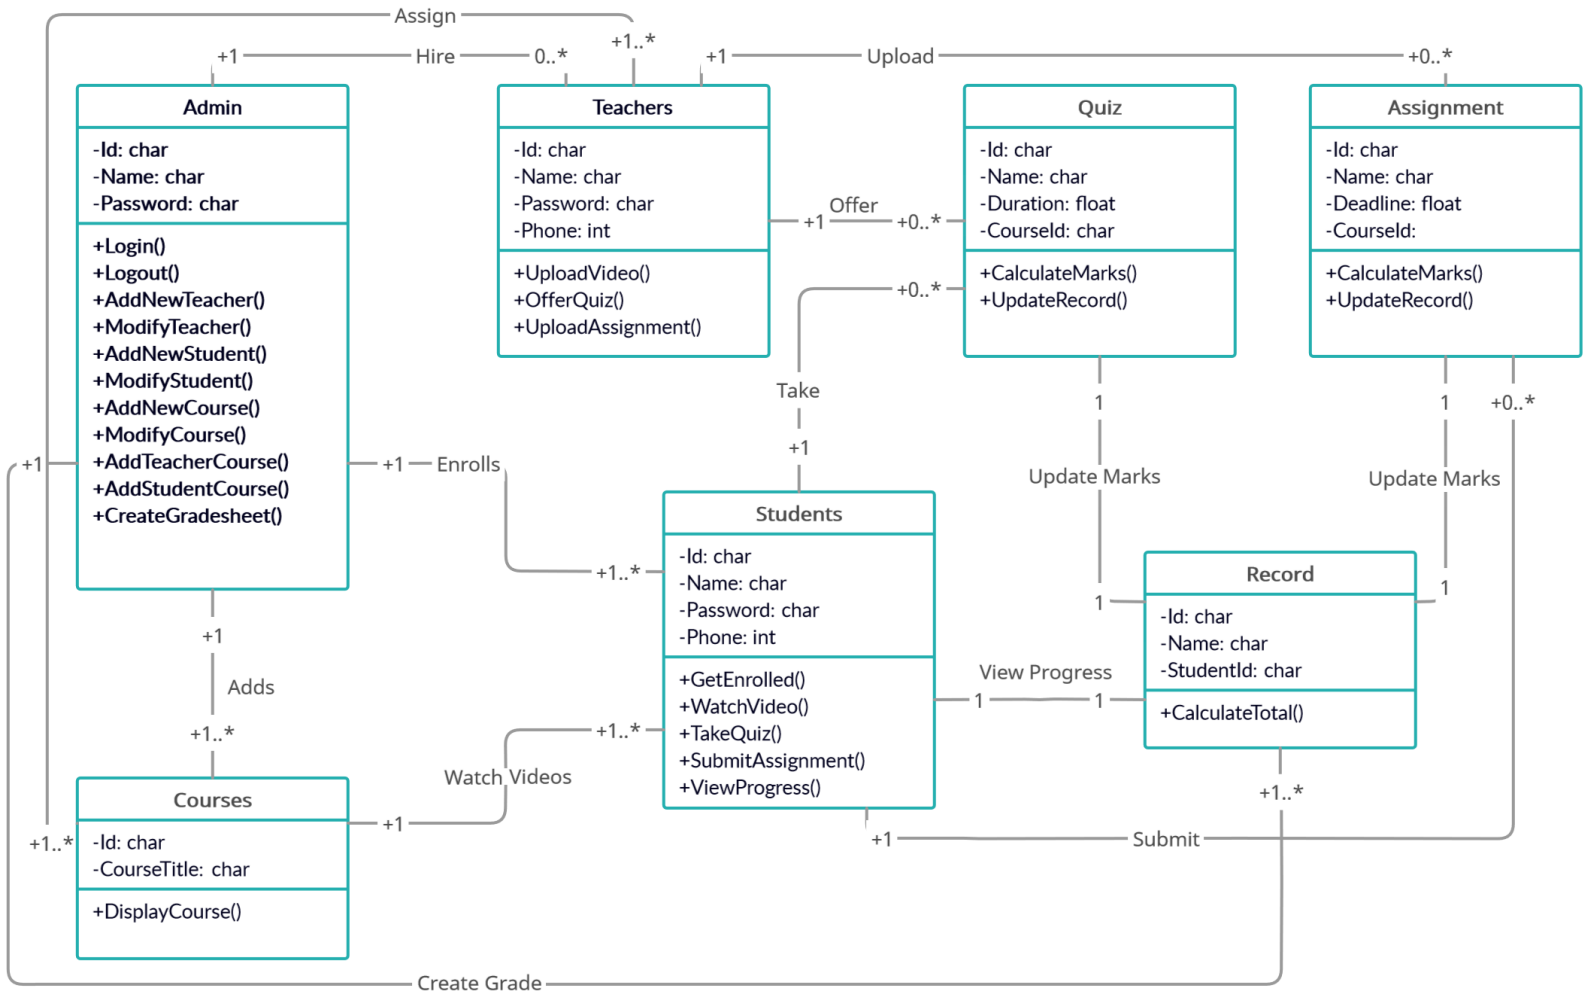 Assign
+1 Hire 0..*
+1..*
+1 Upload +0..*
Admin
-Id: char
-Name: char
-Password: char
+Login()
+Logout()
+AddNewTeacher()
+ModifyTeacher()
+AddNewStudent()
+ModifyStudent()
+AddNewCourse()
+ModifyCourse()
+AddTeacherCourse()
+AddStudentCourse()
+CreateGradesheet()
Teachers
-Id: char
-Name: char
-Password: char
-Phone: int
+UploadVideo()
+OfferQuiz()
+UploadAssignment()
Offer
+1 +0..*
Quiz
-Id: char
-Name: char
-Duration: float
-CourseId: char
+CalculateMarks()
+UpdateRecord()
Assignment
-Id: char
-Name: char
-Deadline: float
-CourseId:
+CalculateMarks()
+UpdateRecord()
+0..*
Take
+1
1
Update Marks
1
1
Update Marks
1
+0..*
+1
+1 Enrolls
+1..*
Students
-Id: char
-Name: char
-Password: char
-Phone: int
+GetEnrolled()
+WatchVideo()
+TakeQuiz()
+SubmitAssignment()
+ViewProgress()
Record
-Id: char
-Name: char
-StudentId: char
+CalculateTotal()
View Progress
1 1
+1
Adds
+1..*
+1..*
Watch Videos
+1
Courses
-Id: char
-CourseTitle: char
+DisplayCourse()
+1..*
+1..*
+1 Submit
Create Grade